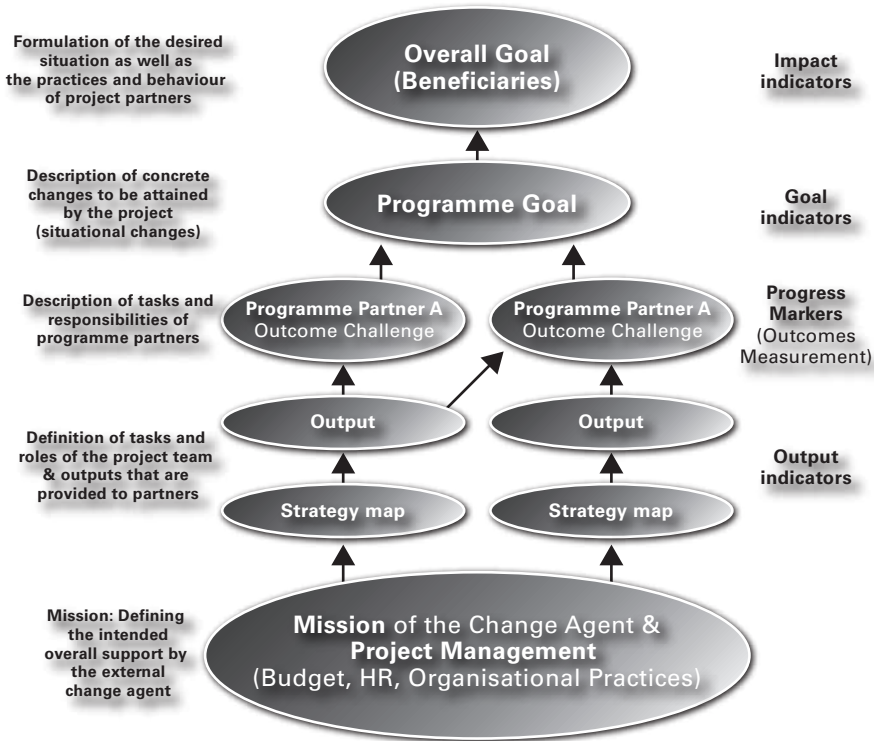 Formulation of the desired
situation as well as
the practices and behaviour
of project partners
Overall Goal
(Beneficiaries)
Impact
indicators
Description of concrete
changes to be attained
by the project
(situational changes)
Programme Goal
Goal
indicators
Description of tasks and
responsibilities of
programme partners
Programme Partner A
Outcome Challenge
Programme Partner A
Outcome Challenge
Progress
Markers
(Outcomes
Measurement)
Definition of tasks and
roles of the project team
& outputs that are
provided to partners
Output
Output
Strategy map
Strategy map
Output
indicators
Mission: Defining
the intended
overall support by
the external
change agent
Mission of the Change Agent &
Project Management
(Budget, HR, Organisational Practices)